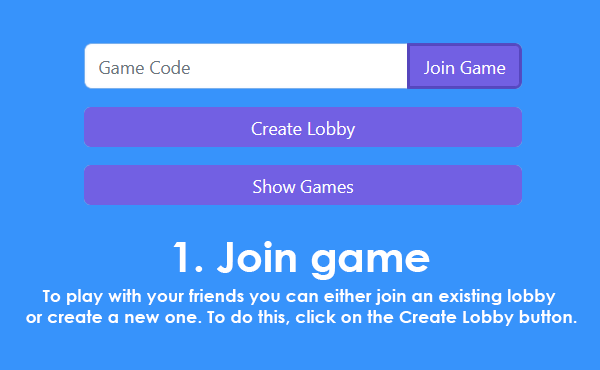 Game Code
Join Game
Create Lobby
Show Games
1. Join game
To play with your friends you can either join an existing lobby
or create a new one. To do this, click on the Create Lobby button.